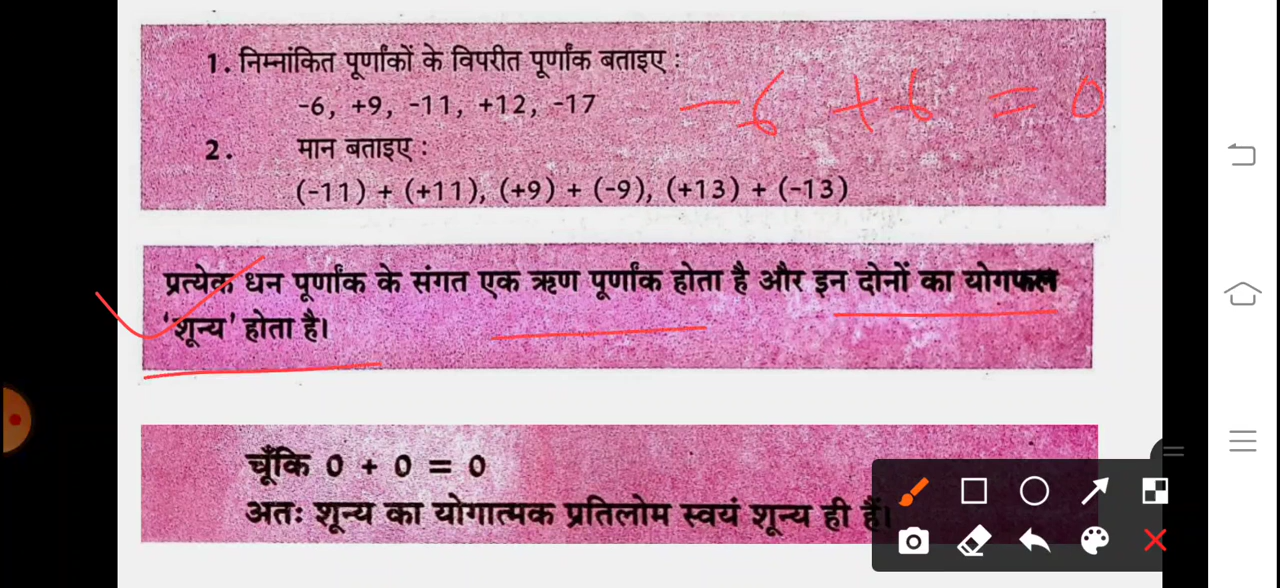 1. निम्नांकित पूर्णांकों के विपरीत पूर्णांक बताइए :
-6, +9, -11, +12, -17
-6 +6 = 0
2. मान बताइए :
(-11) + (+11), (+9) + (-9), (+13) + (-13)
प्रत्येक धन पूर्णांक के संगत एक ऋण पूर्णांक होता है और इन दोनों का योगफल
'शून्य' होता है।
चूँकि 0 + 0 = 0
अतः शून्य का योगात्मक प्रतिलोम स्वयं शून्य ही हैं।